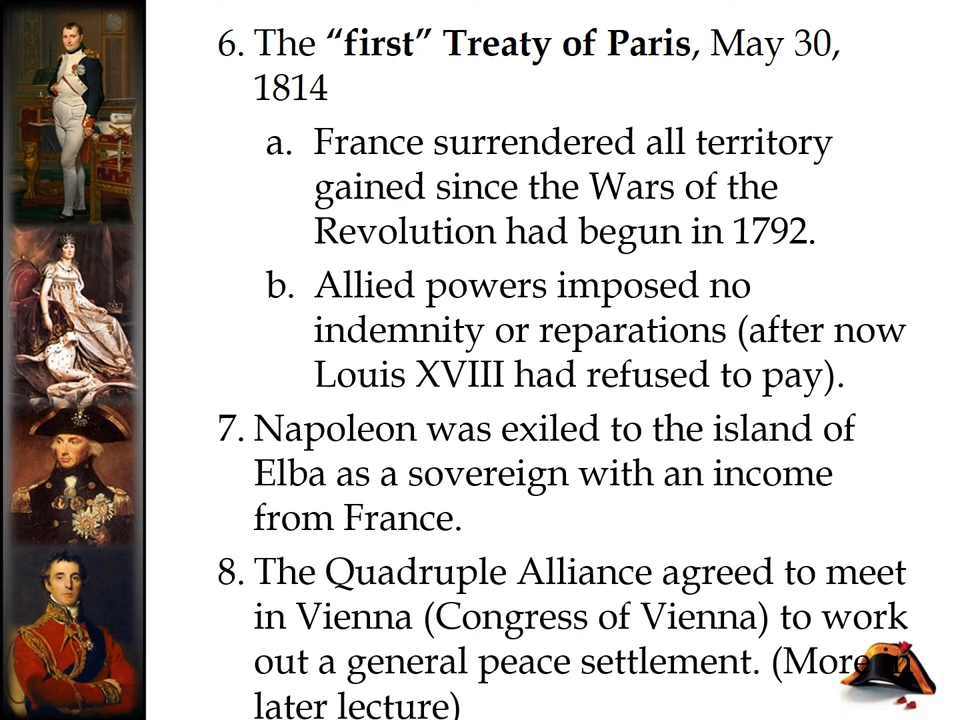 6. The “first” Treaty of Paris, May 30,
1814
a. France surrendered all territory
gained since the Wars of the
Revolution had begun in 1792.
b. Allied powers imposed no
indemnity or reparations (after now
Louis XVIII had refused to pay).
7. Napoleon was exiled to the island of
Elba as a sovereign with an income
from France.
8. The Quadruple Alliance agreed to meet
in Vienna (Congress of Vienna) to work
out a general peace settlement. (More in
later lecture)